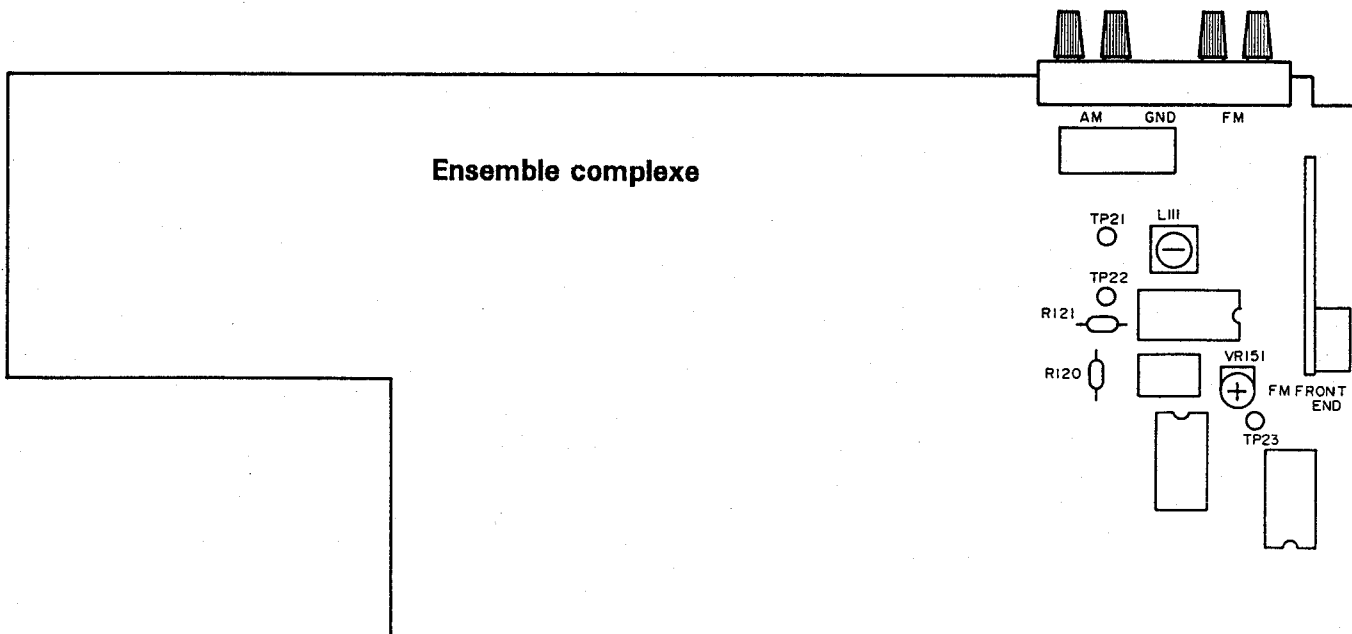 AM GND FM
Ensemble complexe
TP21 L111
TP22
R121
VR151
R120
FM FRONT
END
TP23